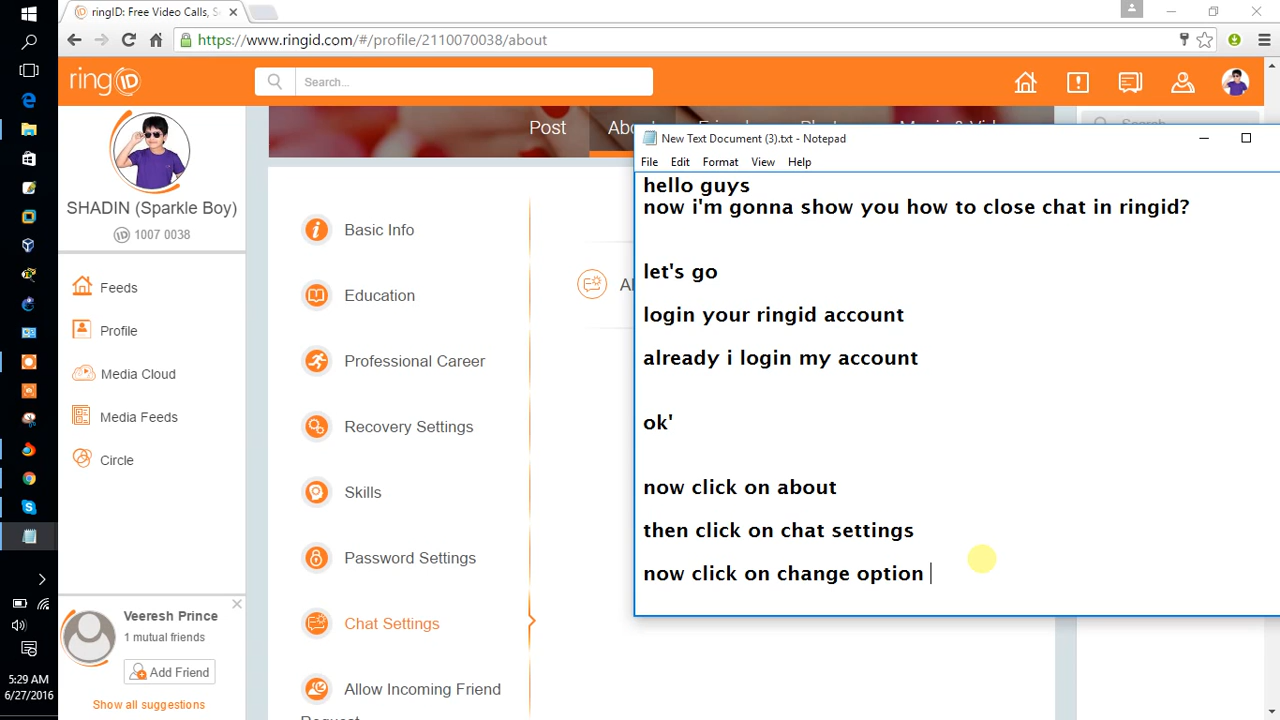 ringID: Free Video Calls, S
https://www.ringid.com/#/profile/2110070038/about
ringID
Search...
Post
Abo
Search
SHADIN (Sparkle Boy)
1007 0038
Feeds
Profile
Media Cloud
Media Feeds
Circle
Basic Info
Education
Professional Career
Recovery Settings
Skills
Password Settings
Chat Settings
Allow Incoming Friend
Request
New Text Document (3).txt - Notepad
File Edit Format View Help
hello guys
now i'm gonna show you how to close chat in ringid?
let's go
login your ringid account
already i login my account
ok'
now click on about
then click on chat settings
now click on change option
Veeresh Prince
1 mutual friends
Add Friend
Show all suggestions
5:29 AM
6/27/2016